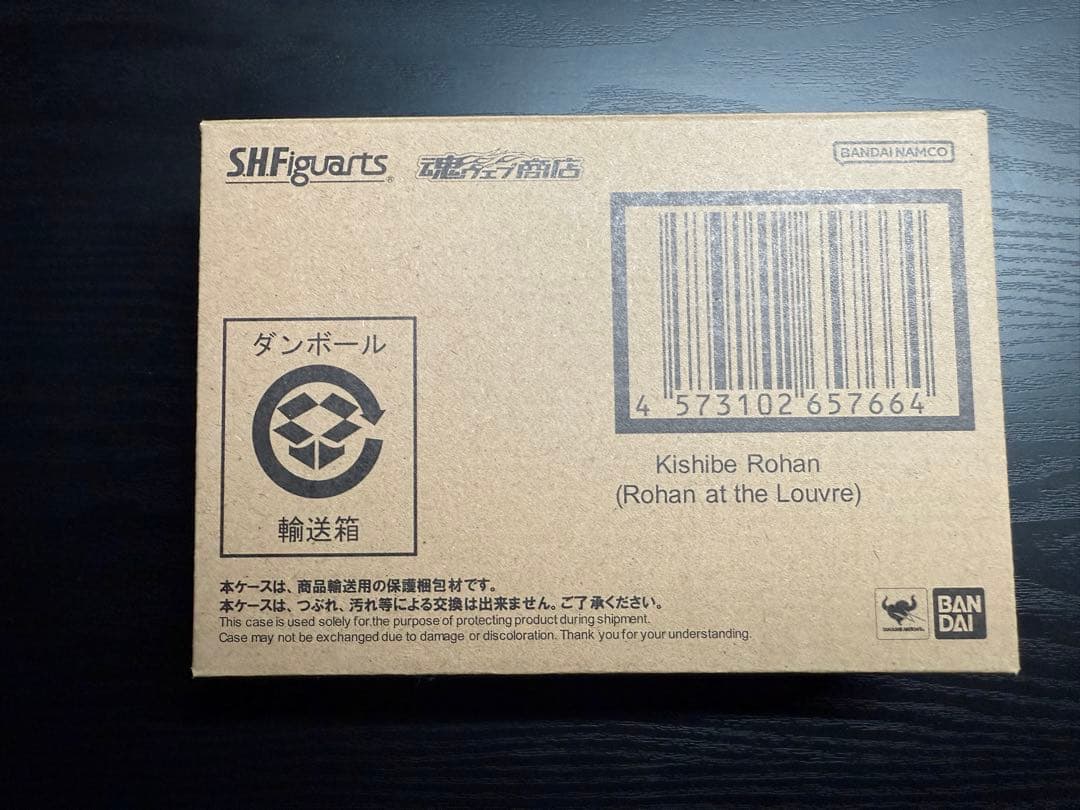 S.H.Figuarts®
魂ウェブ商店
BANDAI NAMCO
4 573102 657664
Kishibe Rohan
(Rohan at the Louvre)
ダンボール
輸送箱
本ケースは、商品輸送用の保護梱包材です。
本ケースは、つぶれ、汚れ等による交換は出来ません。ご了承ください。
This case is used solely for the purpose of protecting product during shipment.
Case may not be exchanged due to damage or discoloration. Thank you for your understanding.
BAN
DAI